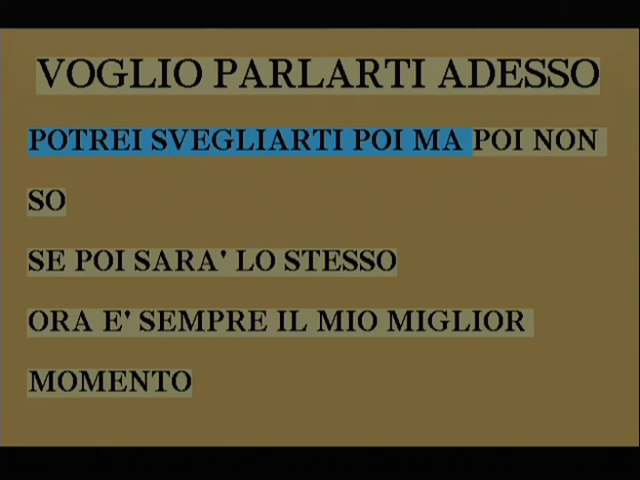 VOGLIO PARLARTI ADESSO
POTREI SVEGLIARTI POI MA POI NON
SO
SE POI SARA' LO STESSO
ORA E' SEMPRE IL MIO MIGLIOR
MOMENTO